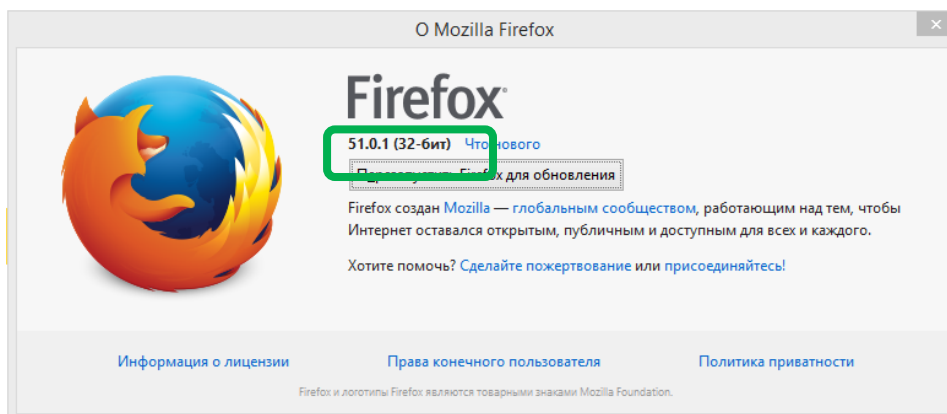 О Mozilla Firefox
Firefox
51.0.1 (32-бит) Что нового
Перезапустить Firefox для обновления
Firefox создан Mozilla — глобальным сообществом, работающим над тем, чтобы
Интернет оставался открытым, публичным и доступным для всех и каждого.
Хотите помочь? Сделайте пожертвование или присоединяйтесь!
Информация о лицензии Права конечного пользователя Политика приватности
Firefox и логотипы Firefox являются товарными знаками Mozilla Foundation.